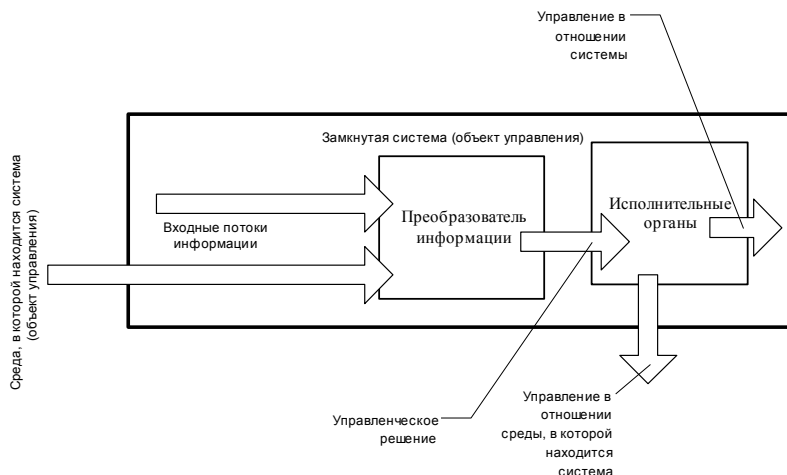 Управление в
отношении
системы
Замкнутая система (объект управления)
Среда, в которой находится система
(объект управления)
Входные потоки
информации
Преобразователь
информации
Исполнительные
органы
Управленческое
решение
Управление в
отношении
среды, в которой
находится
система